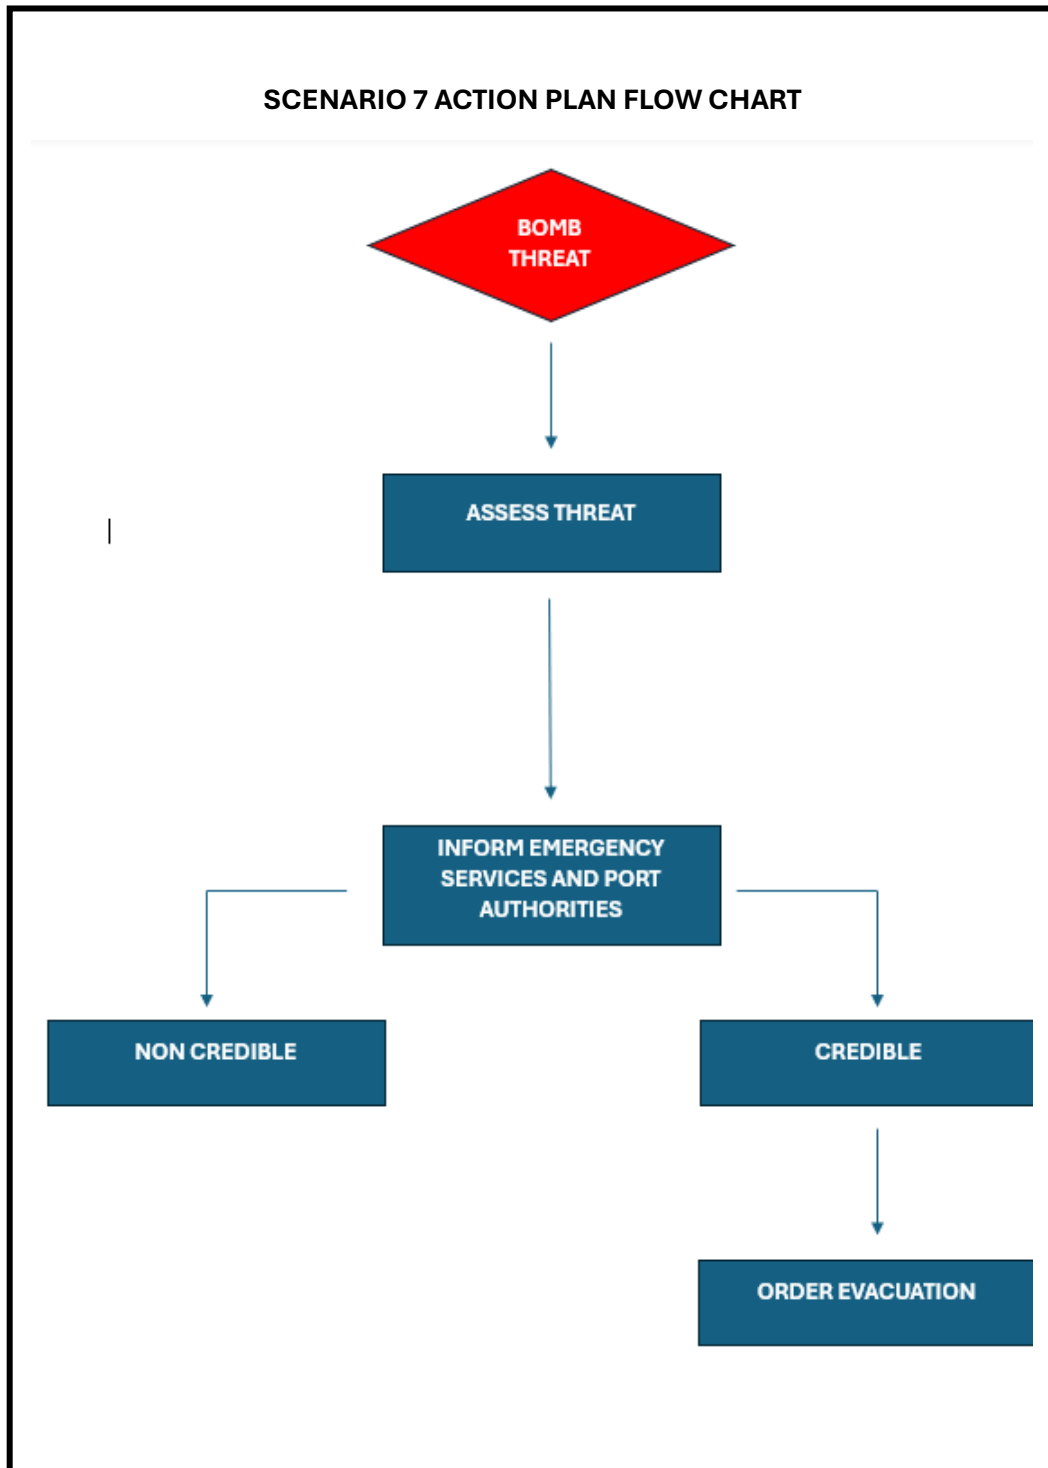 SCENARIO 7 ACTION PLAN FLOW CHART
BOMB
THREAT
ASSESS THREAT
INFORM EMERGENCY
SERVICES AND PORT
AUTHORITIES
NON CREDIBLE
CREDIBLE
ORDER EVACUATION